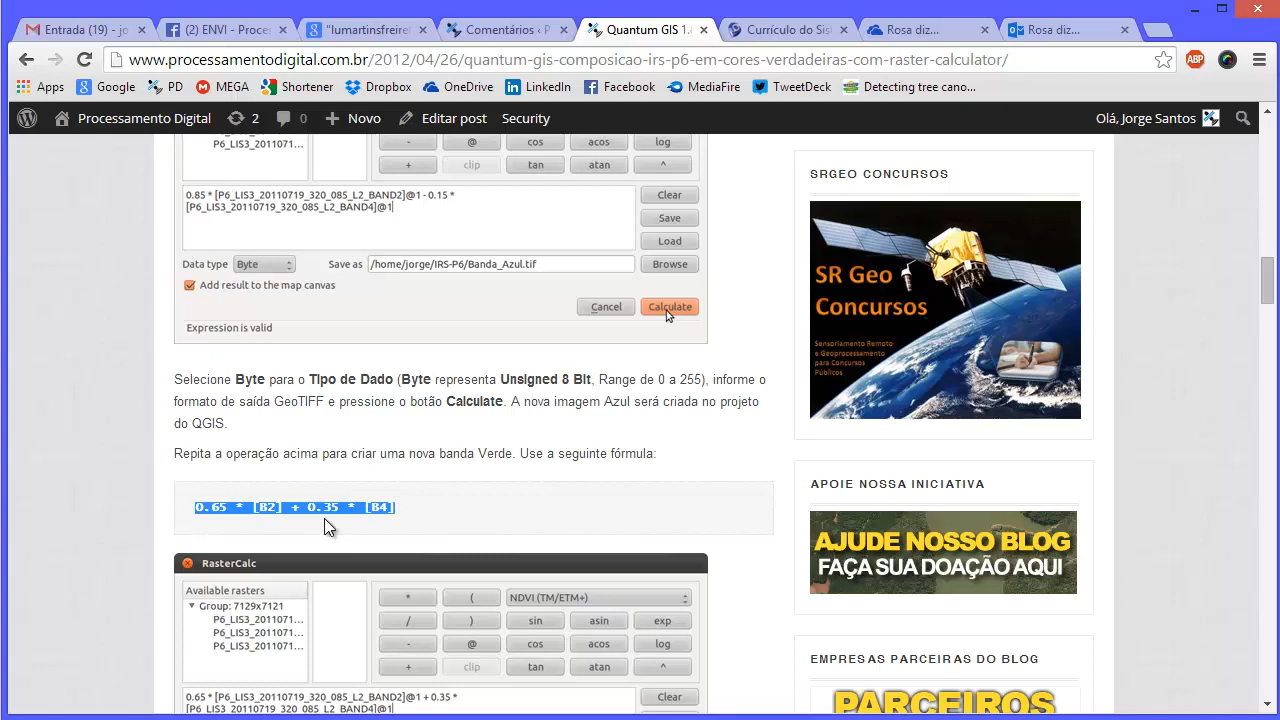 Entrada (19) - jo
(2) ENVI - Proce
"lumartinsfreire
Comentários ‹ P
Quantum GIS 1.
Currículo do Sis
Rosa diz...
Rosa diz...
www.processamentodigital.com.br/2012/04/26/quantum-gis-composicao-irs-p6-em-cores-verdadeiras-com-raster-calculator/
ABP
Apps
Google
PD
MEGA
Shortener
Dropbox
OneDrive
LinkedIn
Facebook
MediaFire
TweetDeck
Detecting tree cano...
Processamento Digital
2
0
Novo
Editar post
Security
Olá, Jorge Santos
P6_LIS3_2011071...
- @ cos acos log
+ clip tan atan ^
0.85 * [P6_LIS3_20110719_320_085_L2_BAND2]@1 - 0.15 *
[P6_LIS3_20110719_320_085_L2_BAND4]@1
Clear
Save
Load
Data type Byte Save as /home/jorge/IRS-P6/Banda_Azul.tif Browse
Add result to the map canvas
Cancel Calculate
Expression is valid
Selecione Byte para o Tipo de Dado (Byte representa Unsigned 8 Bit, Range de 0 a 255), informe o
formato de saída GeoTIFF e pressione o botão Calculate. A nova imagem Azul será criada no projeto
do QGIS.
Repita a operação acima para criar uma nova banda Verde. Use a seguinte fórmula:
0.65 * [B2] + 0.35 * [B4]
RasterCalc
Available rasters
Group: 7129x7121
P6_LIS3_2011071...
P6_LIS3_2011071...
P6_LIS3_2011071...
* ( NDVI (TM/ETM+)
/ ) sin asin exp
- @ cos acos log
+ clip tan atan ^
0.65 * [P6_LIS3_20110719_320_085_L2_BAND2]@1 + 0.35 *
[P6_LIS3_20110719_320_085_L2_BAND4]@1
Clear
SRGEO CONCURSOS
SR Geo
Concursos
Sensoriamento Remoto
e Geoprocessamento
para Concursos
Públicos
APOIE NOSSA INICIATIVA
AJUDE NOSSO BLOG
FAÇA SUA DOAÇÃO AQUI
EMPRESAS PARCEIRAS DO BLOG
PARCEIROS